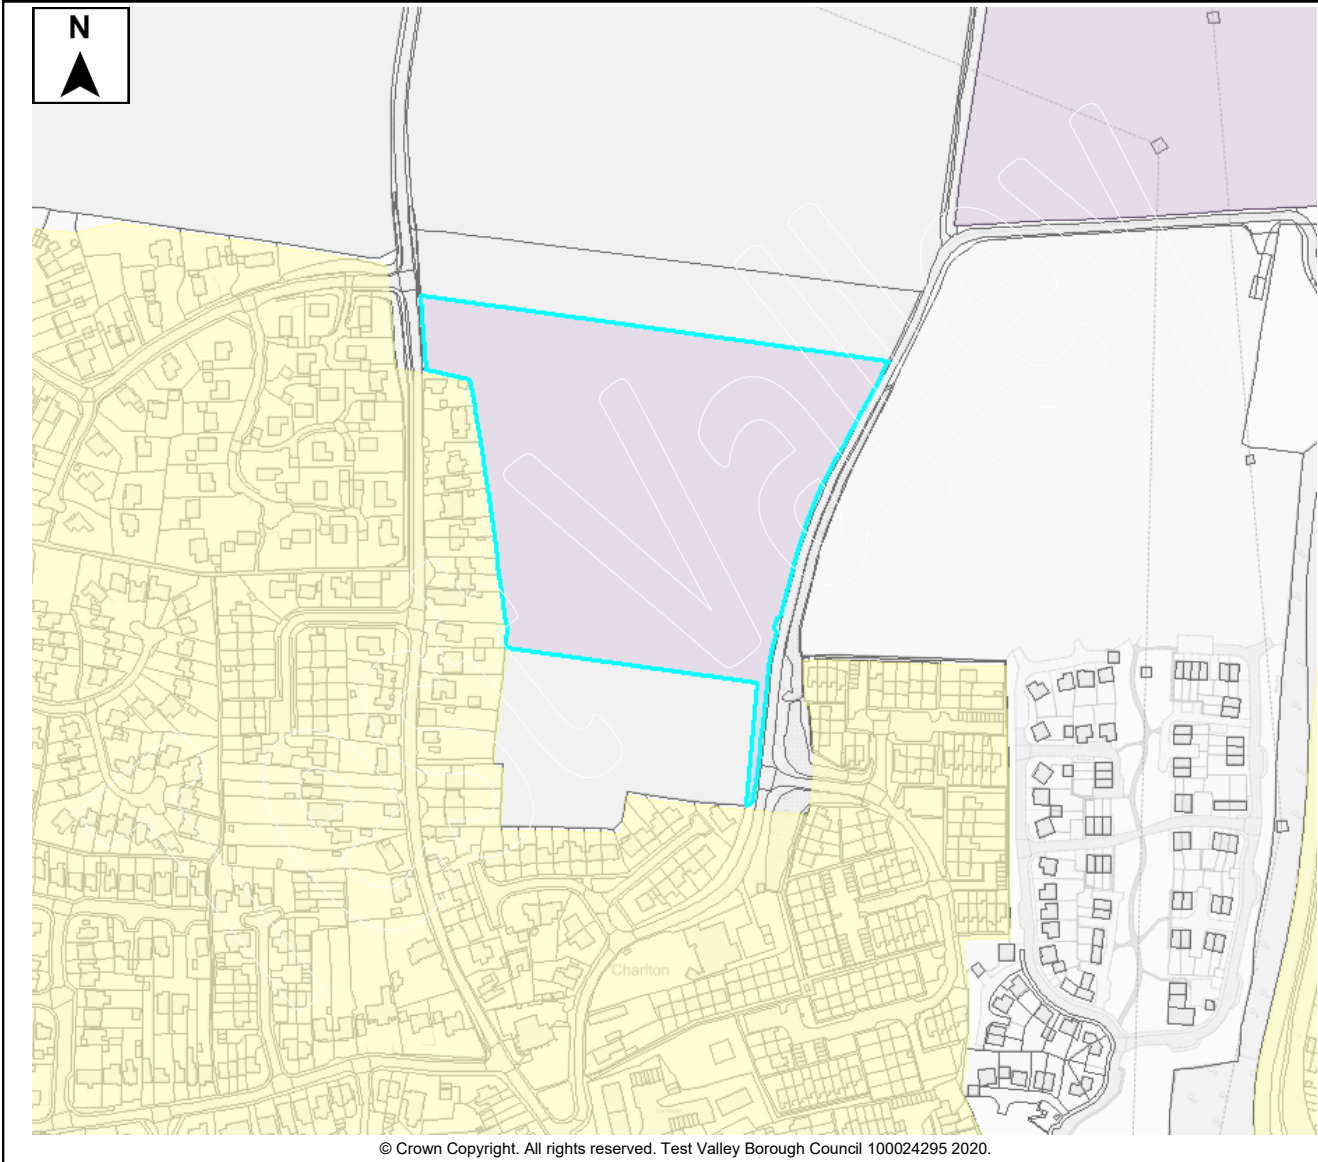 N
Charlton
© Crown Copyright. All rights reserved. Test Valley Borough Council 100024295 2020.